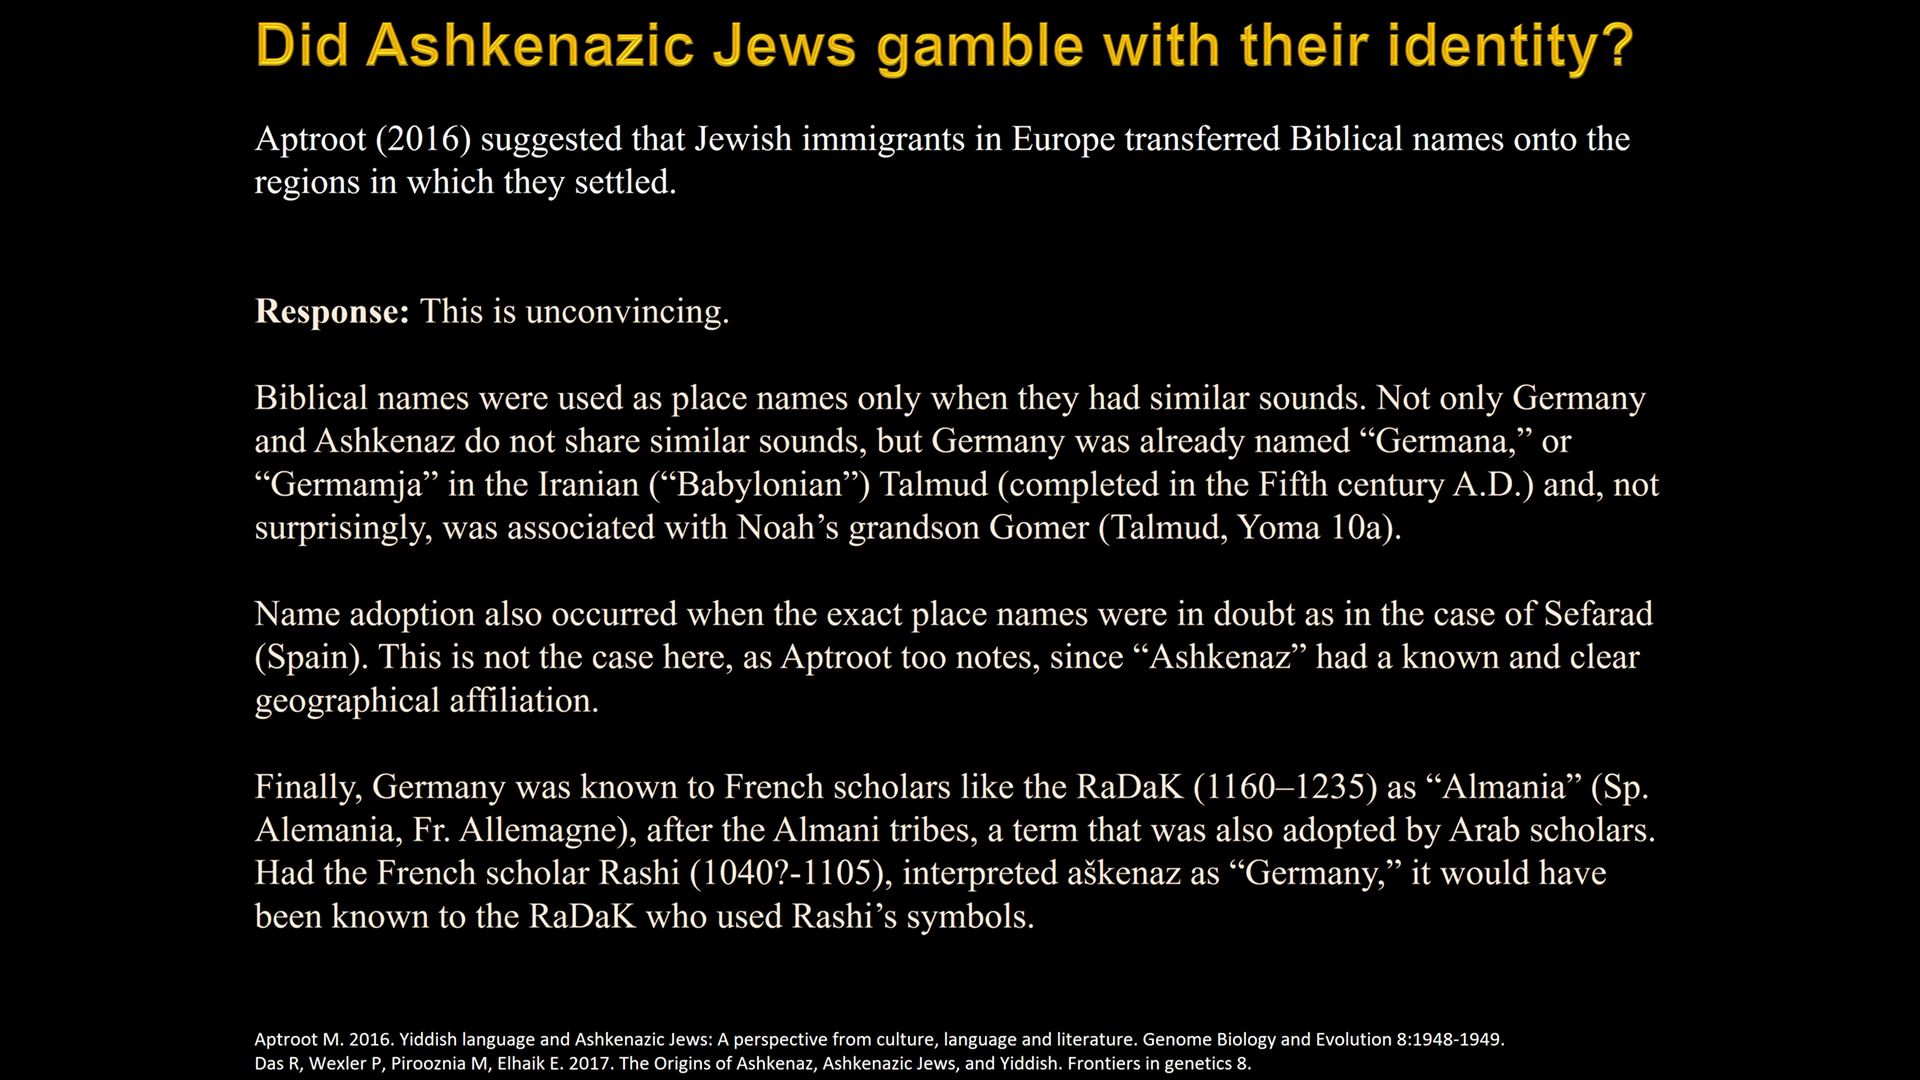 Did Ashkenazic Jews gamble with their identity?
Aptroot (2016) suggested that Jewish immigrants in Europe transferred Biblical names onto the
regions in which they settled.
Response: This is unconvincing.
Biblical names were used as place names only when they had similar sounds. Not only Germany
and Ashkenaz do not share similar sounds, but Germany was already named “Germana,” or
“Germamja” in the Iranian (“Babylonian”) Talmud (completed in the Fifth century A.D.) and, not
surprisingly, was associated with Noah’s grandson Gomer (Talmud, Yoma 10a).
Name adoption also occurred when the exact place names were in doubt as in the case of Sefarad
(Spain). This is not the case here, as Aptroot too notes, since “Ashkenaz” had a known and clear
geographical affiliation.
Finally, Germany was known to French scholars like the RaDaK (1160–1235) as “Almania” (Sp.
Alemania, Fr. Allemagne), after the Almani tribes, a term that was also adopted by Arab scholars.
Had the French scholar Rashi (1040?-1105), interpreted aškenaz as “Germany,” it would have
been known to the RaDaK who used Rashi’s symbols.
Aptroot M. 2016. Yiddish language and Ashkenazic Jews: A perspective from culture, language and literature. Genome Biology and Evolution 8:1948-1949.
Das R, Wexler P, Pirooznia M, Elhaik E. 2017. The Origins of Ashkenaz, Ashkenazic Jews, and Yiddish. Frontiers in genetics 8.